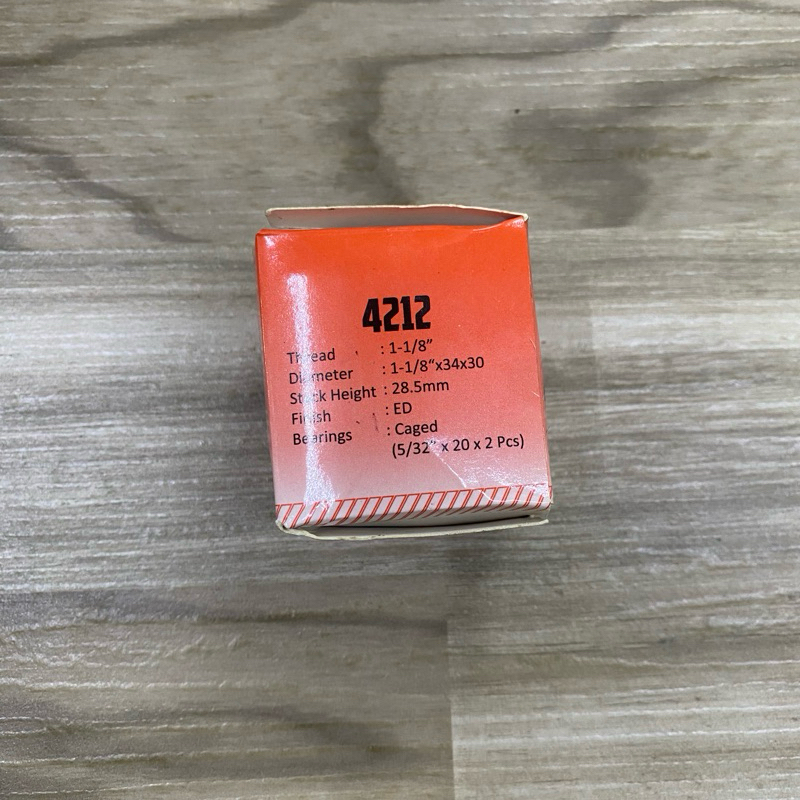 4212
Thread : 1-1/8"
Diameter : 1-1/8"x34x30
Stack Height : 28.5mm
Finish : ED
Bearings : Caged
(5/32" x 20 x 2 Pcs)